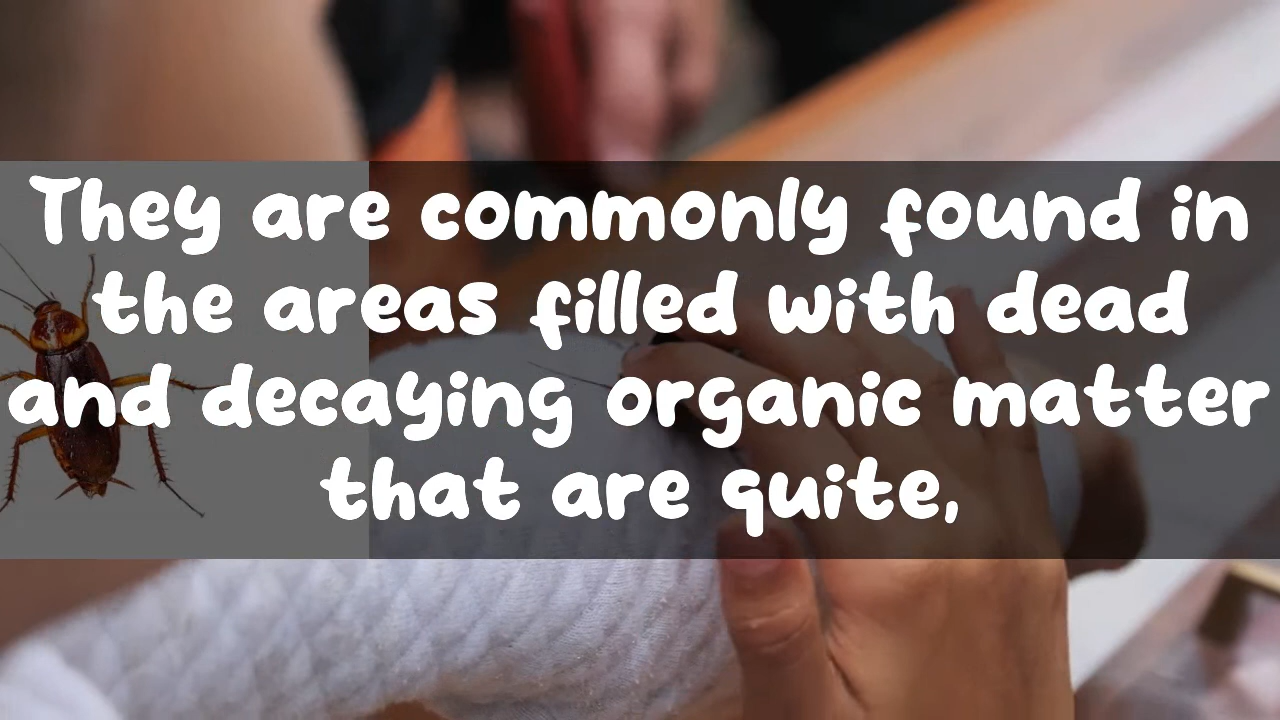 They are commonly found in
the areas filled with dead
and decaying organic matter
that are quite,